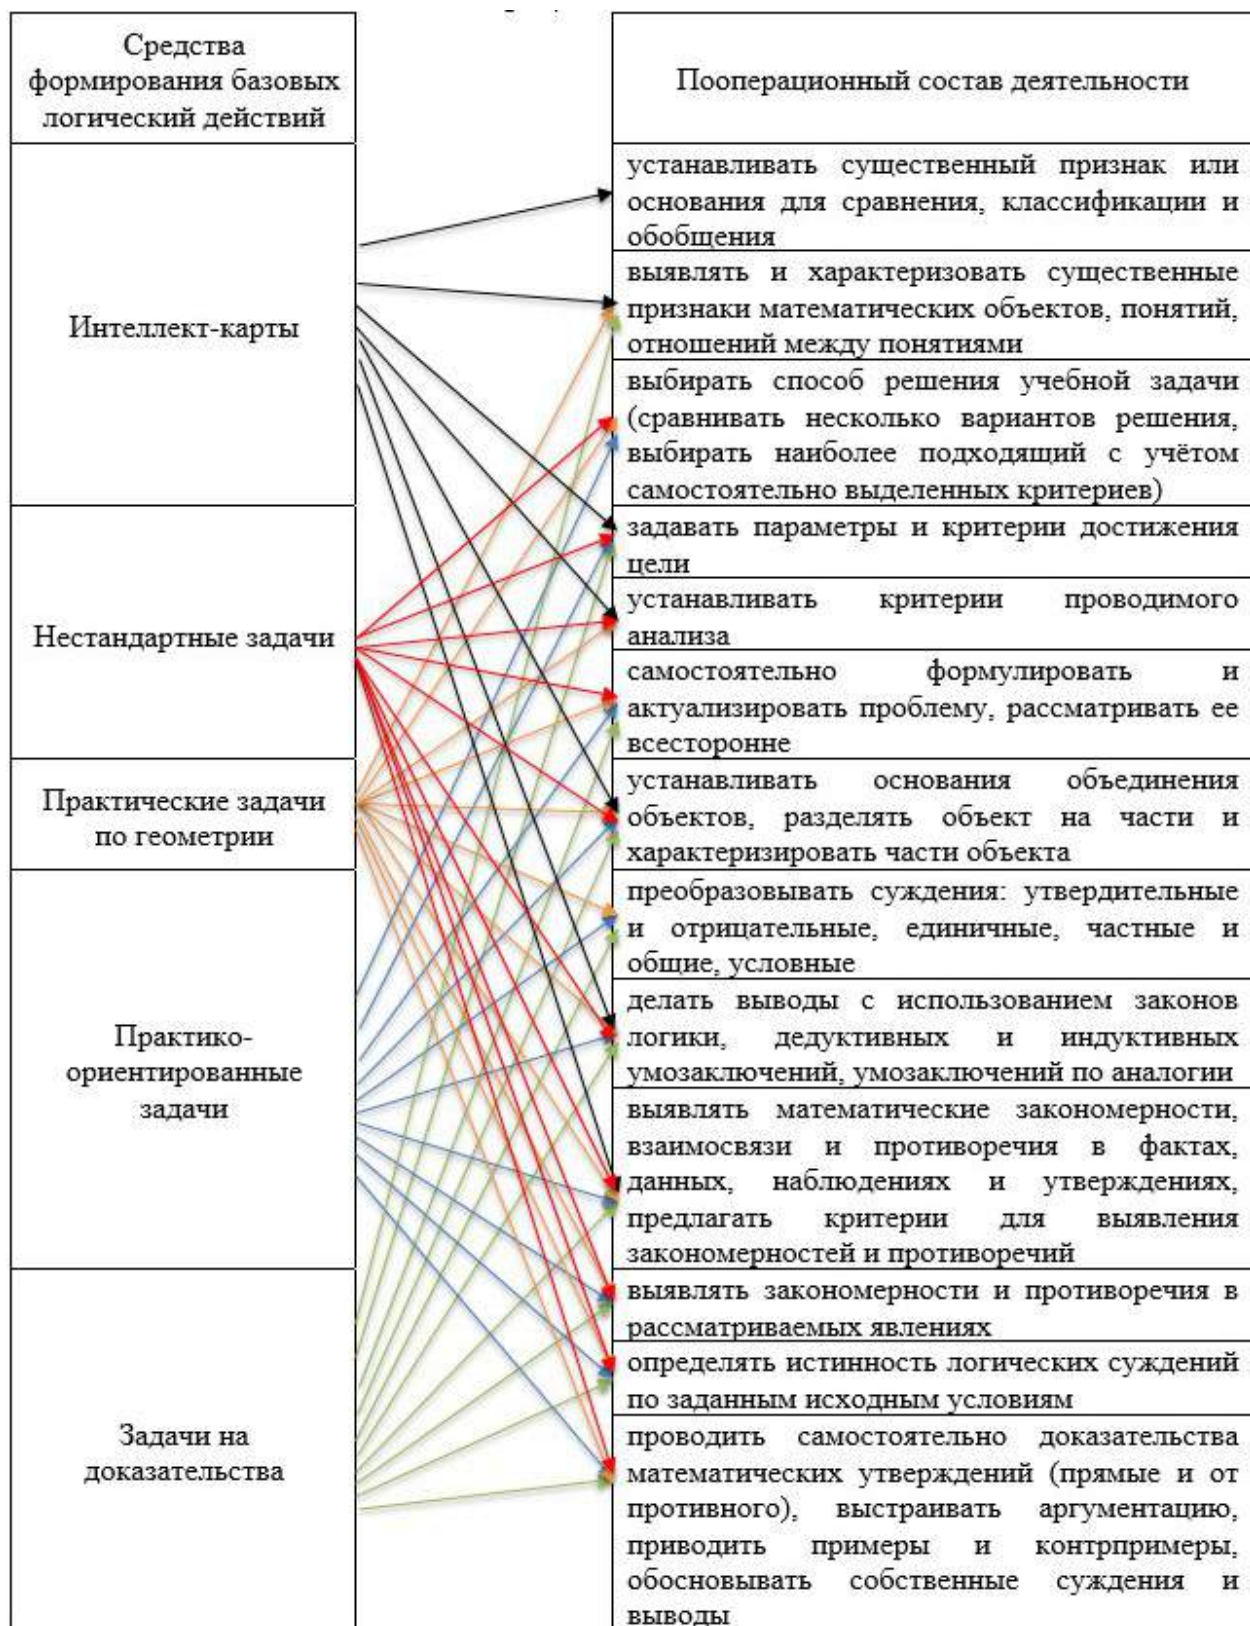 Средства
формирования базовых
логический действий
Пооперационный состав деятельности
Интеллект-карты
Нестандартные задачи
Практические задачи
по геометрии
Практико-
ориентированные
задачи
Задачи на
доказательства
устанавливать существенный признак или
основания для сравнения, классификации и
обобщения
выявлять и характеризовать существенные
признаки математических объектов, понятий,
отношений между понятиями
выбирать способ решения учебной задачи
(сравнивать несколько вариантов решения,
выбирать наиболее подходящий с учётом
самостоятельно выделенных критериев)
задавать параметры и критерии достижения
цели
устанавливать критерии проводимого
анализа
самостоятельно формулировать и
актуализировать проблему, рассматривать ее
всесторонне
устанавливать основания объединения
объектов, разделять объект на части и
характеризировать части объекта
преобразовывать суждения: утвердительные
и отрицательные, единичные, частные и
общие, условные
делать выводы с использованием законов
логики, дедуктивных и индуктивных
умозаключений, умозаключений по аналогии
выявлять математические закономерности,
взаимосвязи и противоречия в фактах,
данных, наблюдениях и утверждениях,
предлагать критерии для выявления
закономерностей и противоречий
выявлять закономерности и противоречия в
рассматриваемых явлениях
определять истинность логических суждений
по заданным исходным условиям
проводить самостоятельно доказательства
математических утверждений (прямые и от
противного), выстраивать аргументацию,
приводить примеры и контрпримеры,
обосновывать собственные суждения и
выводы